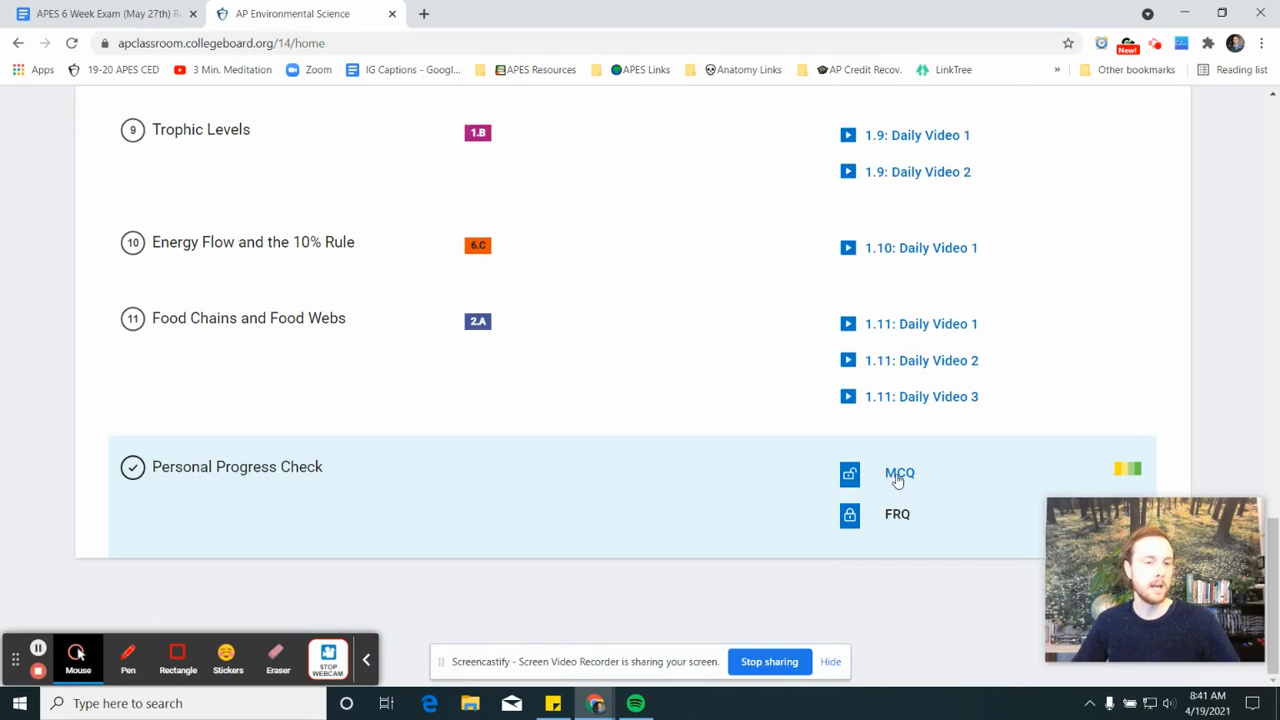 APES 6 Week Exam (May 27th) R
AP Environmental Science
apclassroom.collegeboard.org/14/home
New!
Apps
19-20 APES CED
3 Min. Meditation
Zoom
IG Captions - Googl...
APES Resources
APES Links
Anatomy Links
AP Credit Recov.
LinkTree
»
Other bookmarks
Reading list
9 Trophic Levels
1.B
1.9: Daily Video 1
1.9: Daily Video 2
10 Energy Flow and the 10% Rule
6.C
1.10: Daily Video 1
11 Food Chains and Food Webs
2.A
1.11: Daily Video 1
1.11: Daily Video 2
1.11: Daily Video 3
Personal Progress Check
MCQ
FRQ
Mouse
Pen
Rectangle
Stickers
Eraser
STOP
WEBCAM
Screencastify - Screen Video Recorder is sharing your screen.
Stop sharing
Hide
Type here to search
8:41 AM
4/19/2021